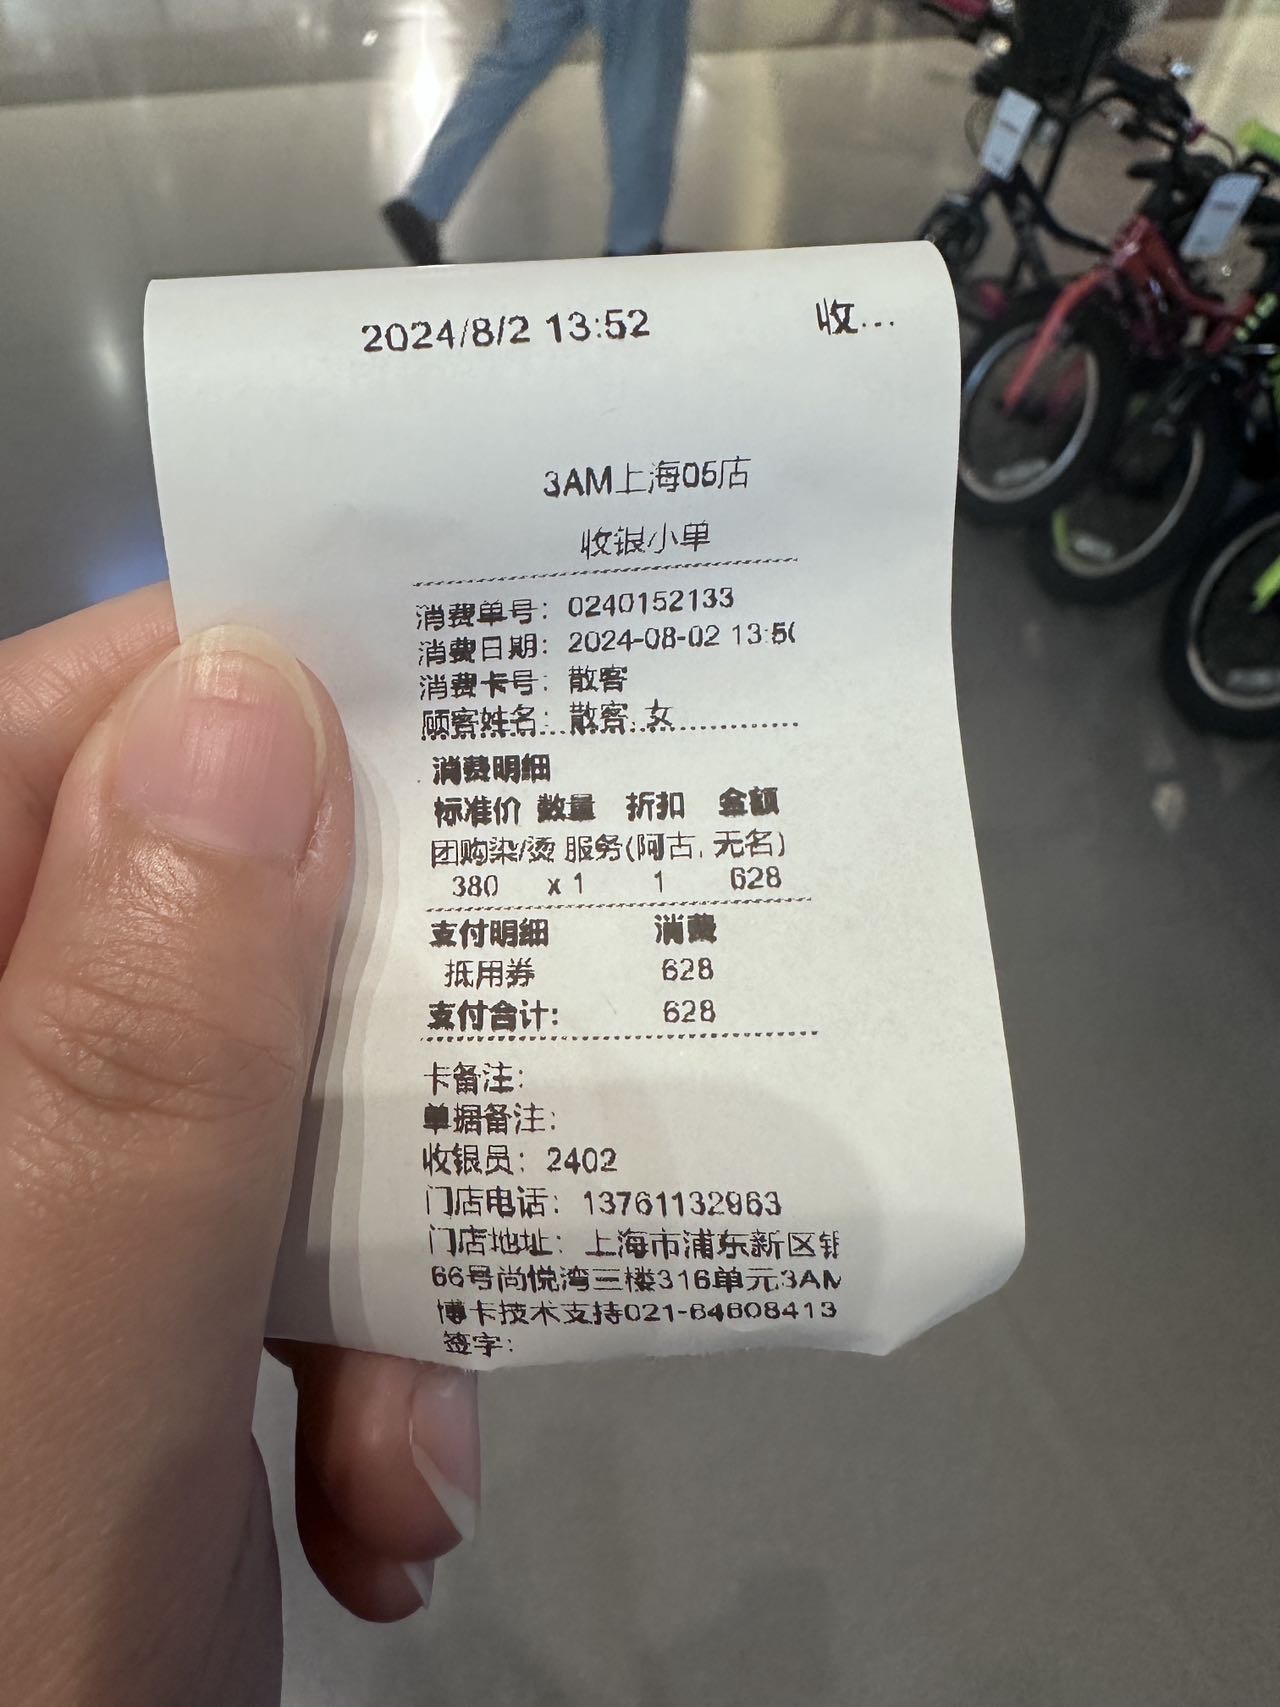 2024/8/2 13:52 收...
3AM上海05店
收银小单
消费单号: 0240152133
消费日期: 2024-08-02 13:5
消费卡号: 散客
顾客姓名: 散客, 女
消费明细
标准价 数量 折扣 金额
团购染/烫 服务(阿古, 无名)
380 x 1 1 628
支付明细 消费
抵用券 628
支付合计: 628
卡备注:
单据备注:
收银员: 2402
门店电话: 13761132963
门店地址: 上海市浦东新区
66号尚悦湾三楼316单元3AM
博卡技术支持021-64608413
签字: